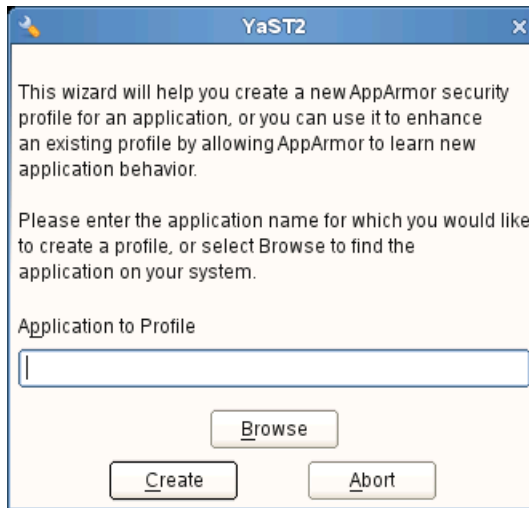 YaST2
This wizard will help you create a new AppArmor security
profile for an application, or you can use it to enhance
an existing profile by allowing AppArmor to learn new
application behavior.
Please enter the application name for which you would like
to create a profile, or select Browse to find the
application on your system.
Application to Profile
Browse
Create Abort